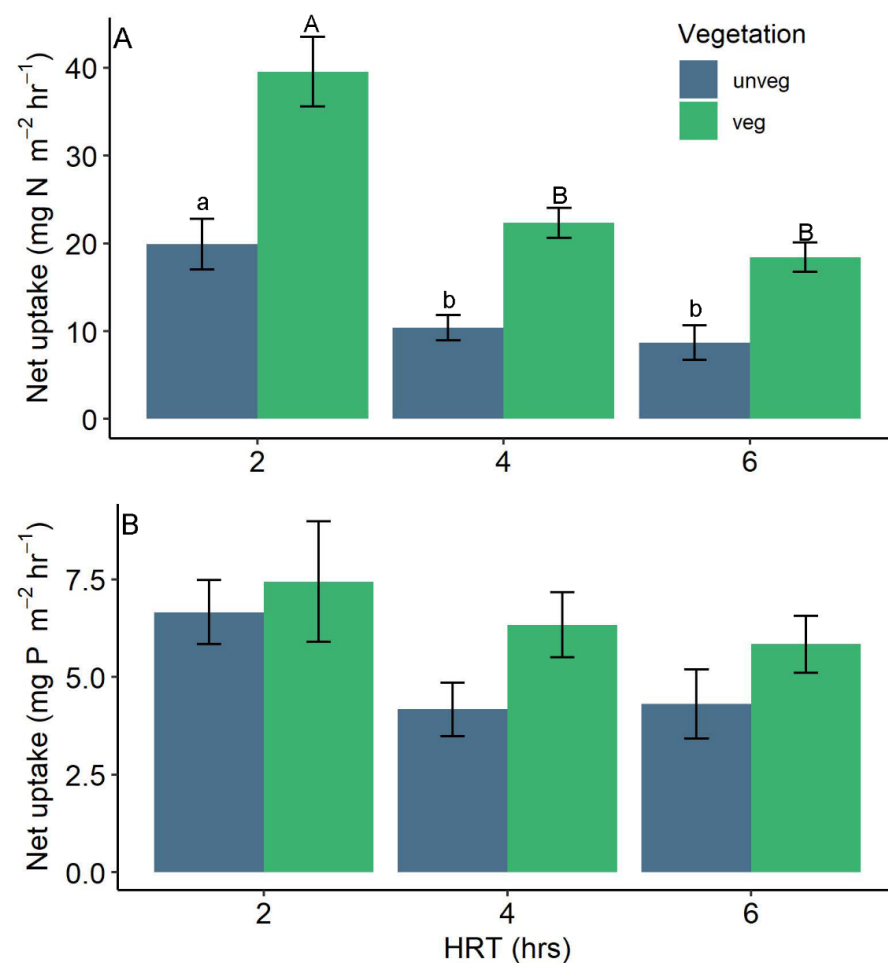 A
A
Vegetation
unveg
veg
Net uptake (mg N m⁻² hr⁻¹)
40
30
20
10
0
a
b
B
b
B
2
4
6
B
Net uptake (mg P m⁻² hr⁻¹)
7.5
5.0
2.5
0.0
2
4
6
HRT (hrs)